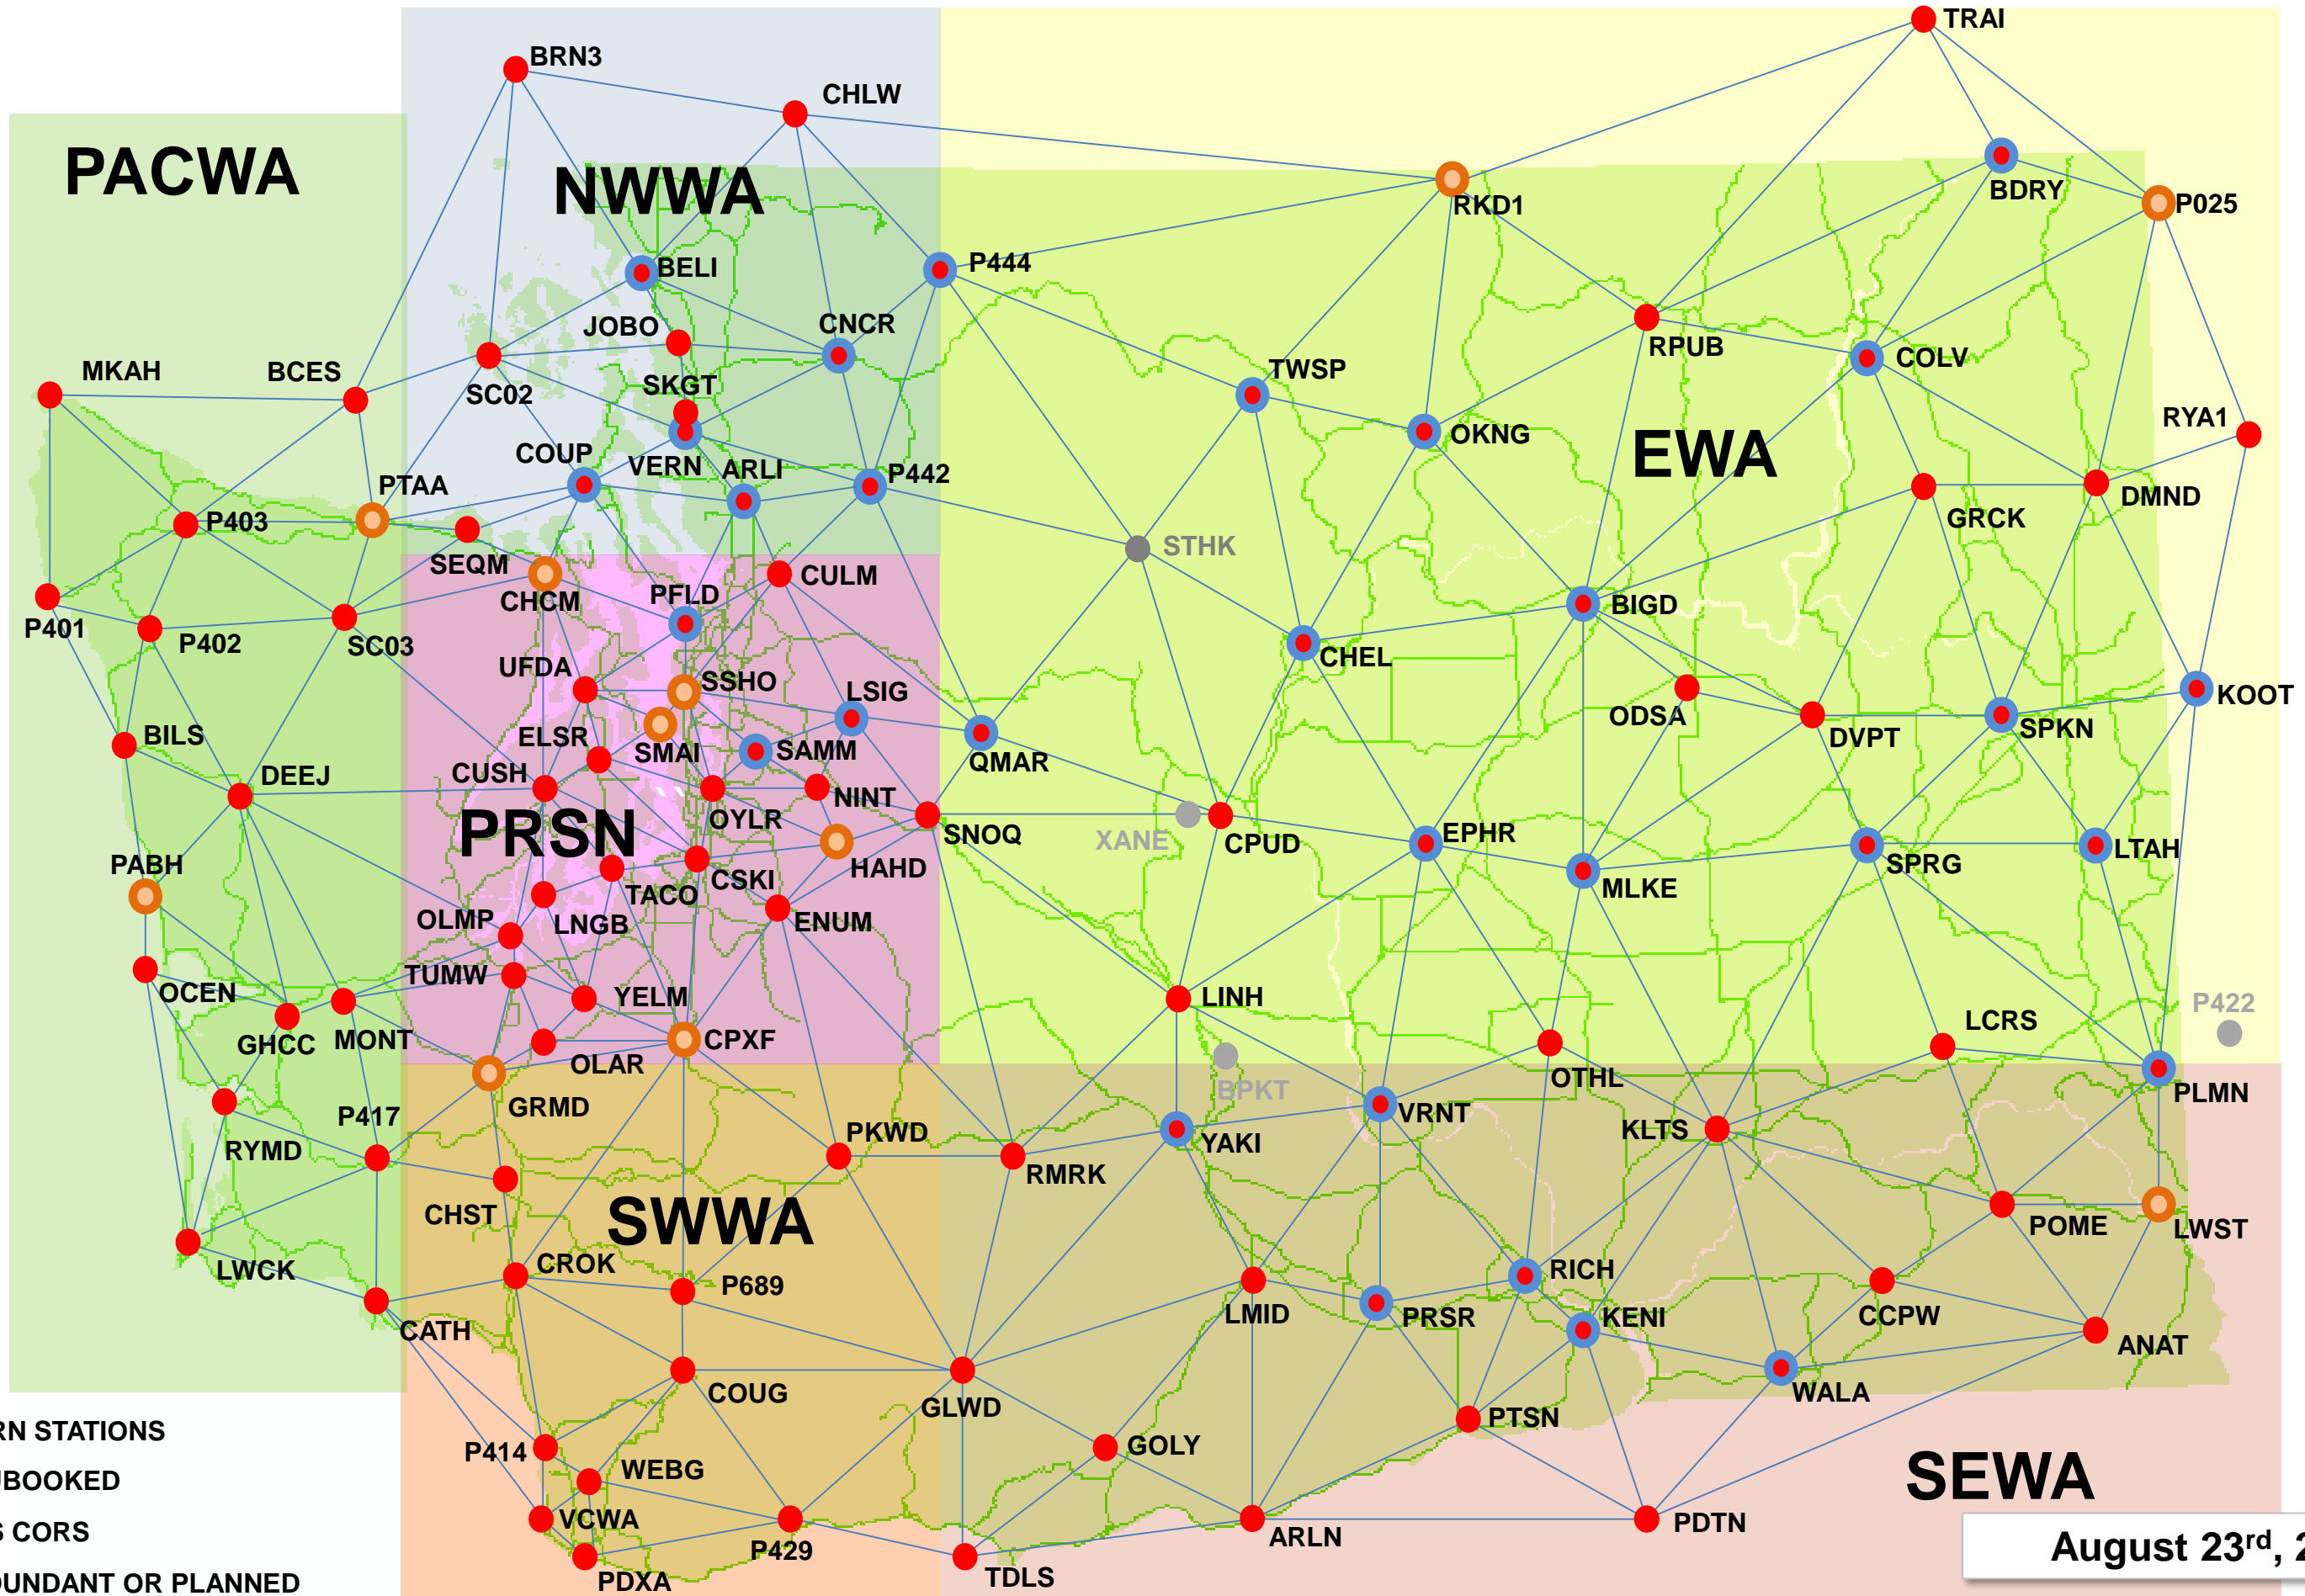 TRAI
BRN3
CHLW
PACWA
NWWA
BDRY
RKD1
P025
BELI
P444
JOBO
CNCR
RPUB
COLV
MKAH
BCES
TWSP
SC02
SKGT
RYA1
OKNG
EWA
COUP
VERN
ARLI
P442
PTAA
DMND
P403
GRCK
STHK
SEQM
CULM
CHCM
PFLD
BIGD
P401
P402
SC03
CHEL
UFDA
SSHO
LSIG
KOOT
ODSA
BILS
ELSR
SMAI
SAMM
QMAR
DVPT
SPKN
DEEJ
CUSH
NINT
PRSN
OYLR
SNOQ
XANE
CPUD
EPHR
PABH
HAHD
SPRG
LTAH
CSKI
MLKE
TACO
OLMP
LNGB
ENUM
TUMW
OCEN
YELM
LINH
P422
GHCC
MONT
CPXF
LCRS
OLAR
OTHL
BPKT
GRMD
PLMN
P417
VRNT
RYMD
PKWD
YAKI
KLTS
RMRK
CHST
SWWA
POME
LWST
LWCK
CROK
P689
RICH
LMID
PRSR
KENI
CCPW
CATH
ANAT
COUG
WALA
GLWD
PTSN
RN STATIONS
P414
GOLY
WEBG
UBOOKED
SEWA
VCWA
S CORS
P429
ARLN
PDTN
August 23rd, 2
PDXA
TDLS
UNDANT OR PLANNED